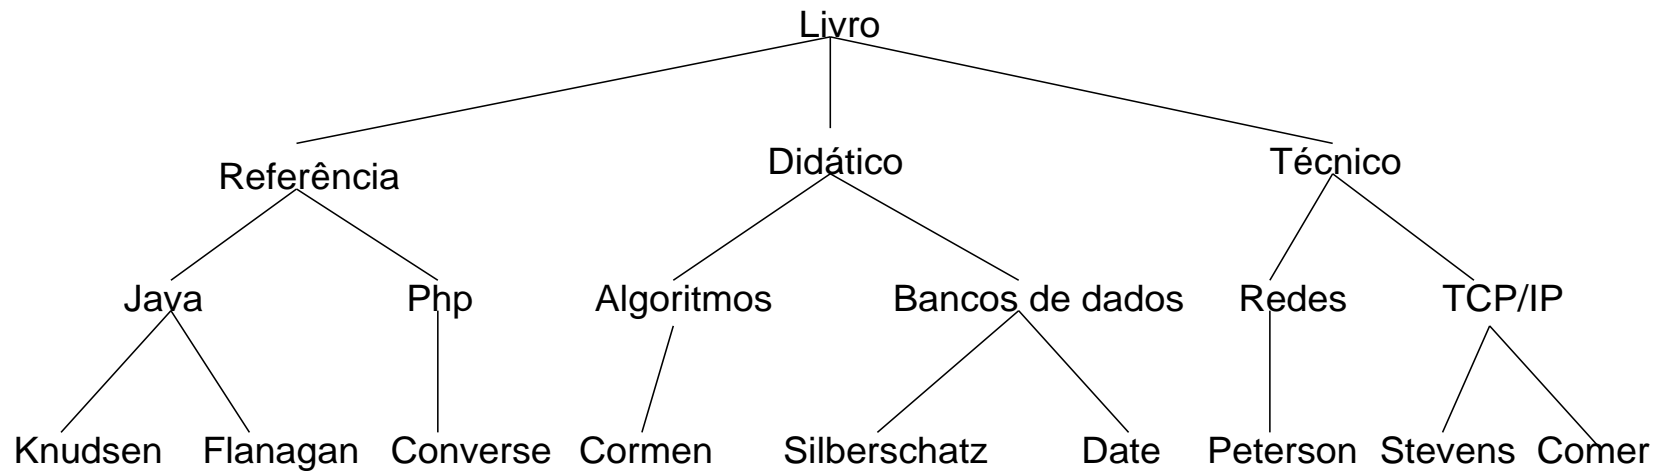 Livro
Referência Didático Técnico
Java Php Algoritmos Bancos de dados Redes TCP/IP
Knudsen Flanagan Converse Cormen Silberschatz Date Peterson Stevens Comer